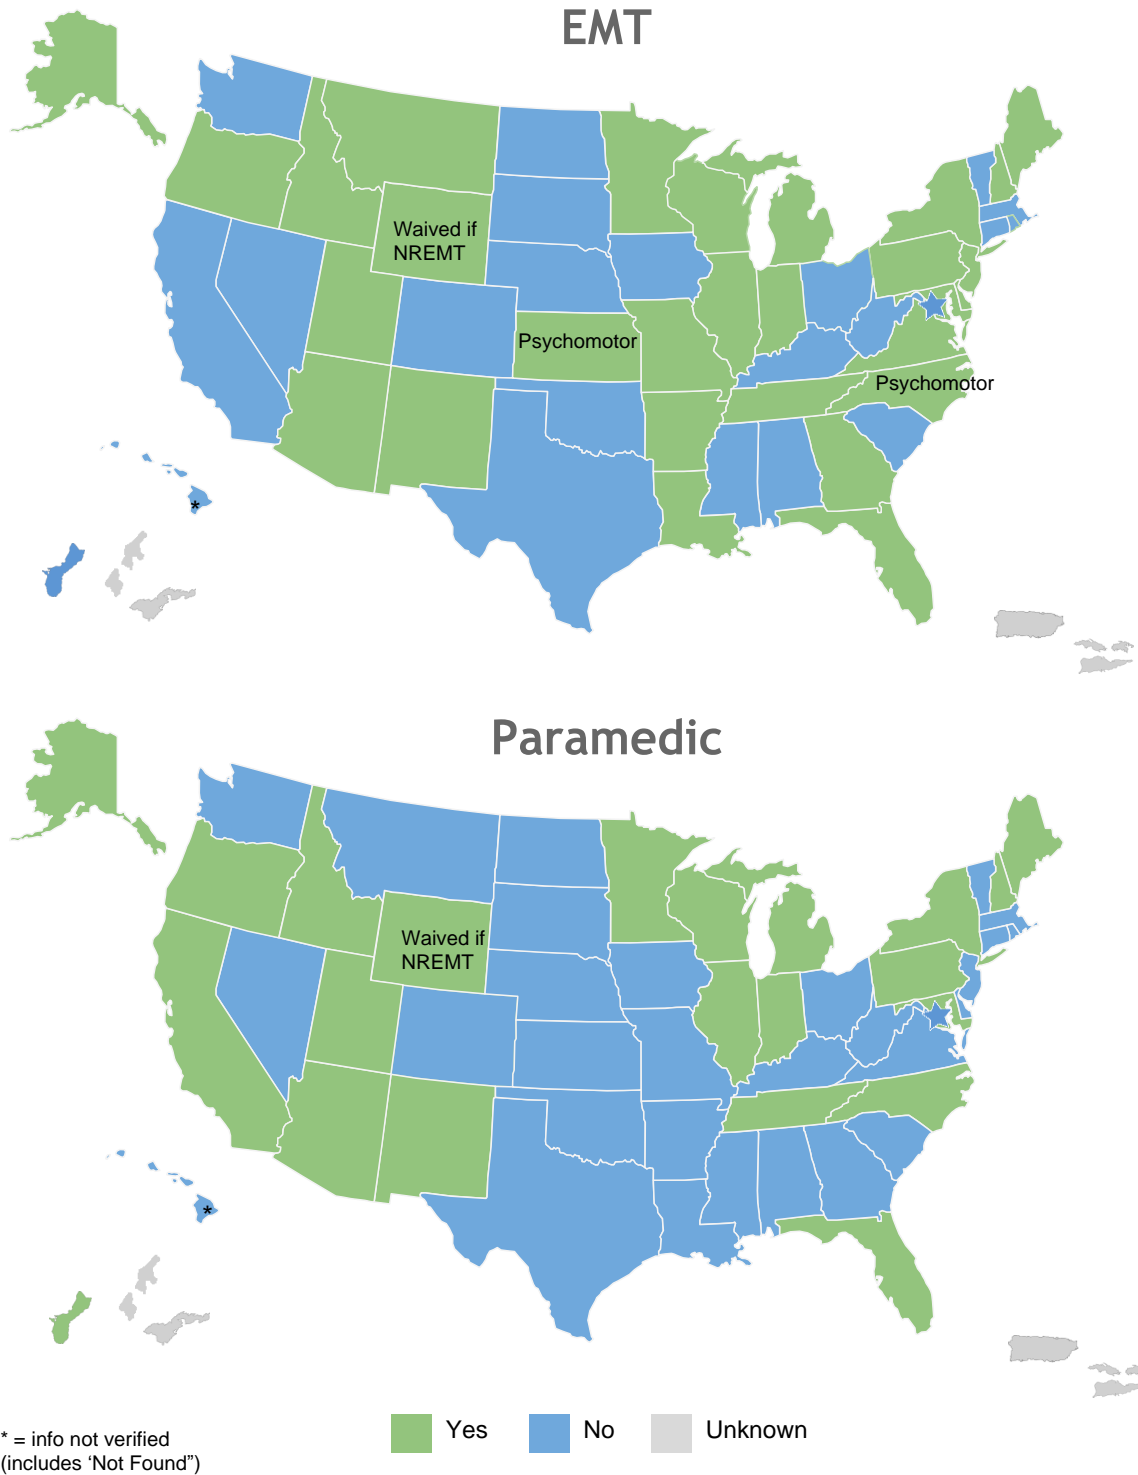 EMT
Waived if
NREMT
Psychomotor
Psychomotor
*
Paramedic
Waived if
NREMT
*
Yes
No
Unknown
* = info not verified
(includes ‘Not Found”)